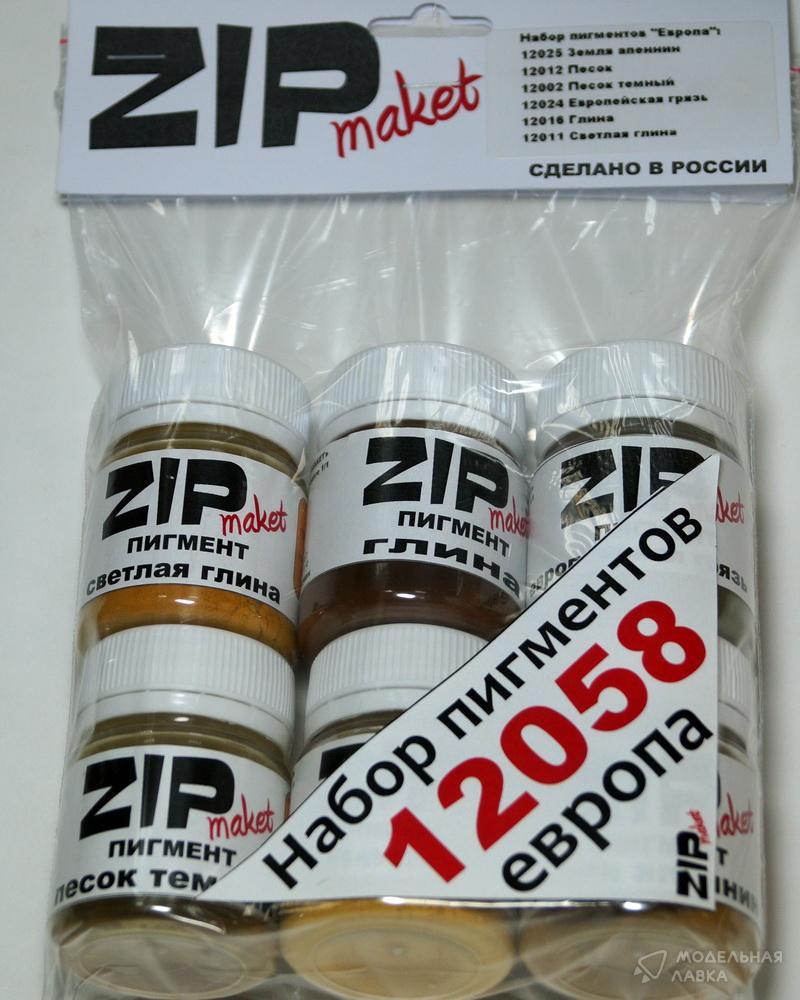 ZIP
maket
Набор пигментов "Европа":
12025 Земля апеннин
12012 Песок
12002 Песок темный
12024 Европейская грязь
12016 Глина
12011 Светлая глина
СДЕЛАНО В РОССИИ
ZIP
maket
ПИГМЕНТ
светлая глина
ZIP
maket
ПИГМЕНТ
глина
ZIP
maket
Набор пигментов
12058
европа
ZIP
maket
ZIP
maket
ПИГМЕНТ
песок тем
МОДЕЛЬНАЯ
ЛАВКА